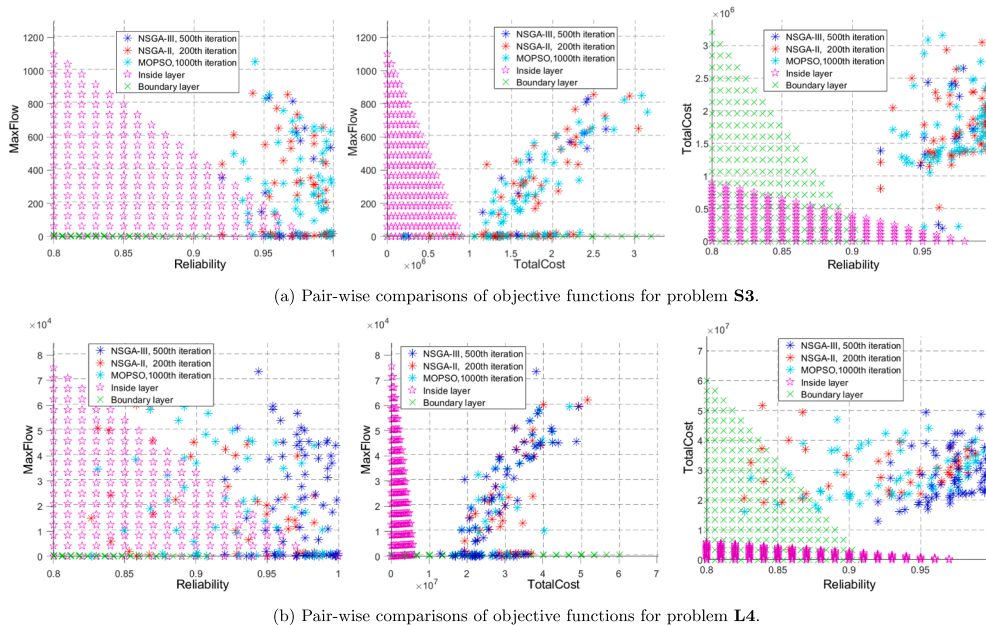 NSGA-III, 500th iteration
NSGA-II, 200th iteration
MOPSO,1000th iteration
Inside layer
Boundary layer
1200
1000
800
600
400
200
0
MaxFlow
0.8 0.85 0.9 0.95 1
Reliability
NSGA-III, 500th iteration
NSGA-II, 200th iteration
MOPSO,1000th iteration
Inside layer
Boundary layer
1200
1000
800
600
400
200
0
MaxFlow
0 0.5 1 1.5 2 2.5 3
×10⁶
TotalCost
×10⁶
NSGA-III, 500th iteration
NSGA-II, 200th iteration
MOPSO,1000th iteration
Inside layer
Boundary layer
3.5
3
2.5
2
1.5
1
0.5
0
TotalCost
0.8 0.85 0.9 0.95
Reliability
(a) Pair-wise comparisons of objective functions for problem S3.
×10⁴
NSGA-III, 500th iteration
NSGA-II, 200th iteration
MOPSO,1000th iteration
Inside layer
Boundary layer
8
7
6
5
4
3
2
1
0
MaxFlow
0.8 0.85 0.9 0.95 1
Reliability
×10⁴
NSGA-III, 500th iteration
NSGA-II, 200th iteration
MOPSO,1000th iteration
Inside layer
Boundary layer
8
7
6
5
4
3
2
1
0
MaxFlow
0 1 2 3 4 5 6 7
×10⁷
TotalCost
×10⁷
NSGA-III, 500th iteration
NSGA-II, 200th iteration
MOPSO,1000th iteration
Inside layer
Boundary layer
7
6
5
4
3
2
1
0
TotalCost
0.8 0.85 0.9 0.95
Reliability
(b) Pair-wise comparisons of objective functions for problem L4.